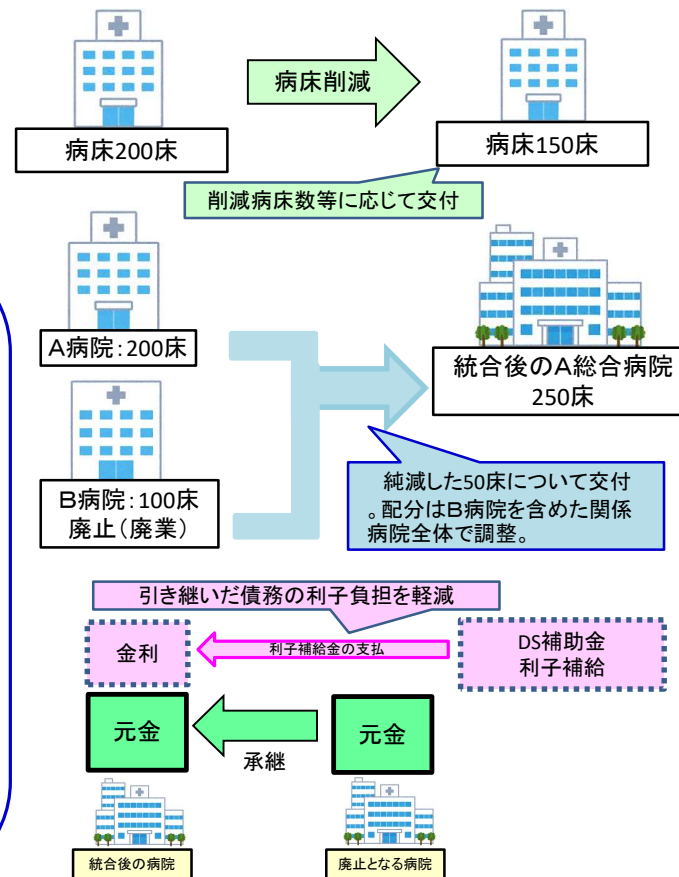 病床削減
病床200床
病床150床
削減病床数等に応じて交付
A病院：200床
統合後のA総合病院
250床
B病院：100床
廃止（廃業）
純減した50床について交付
。配分はB病院を含めた関係
病院全体で調整。
引き継いだ債務の利子負担を軽減
金利
利子補給金の支払
DS補助金
利子補給
元金
承継
元金
統合後の病院
廃止となる病院